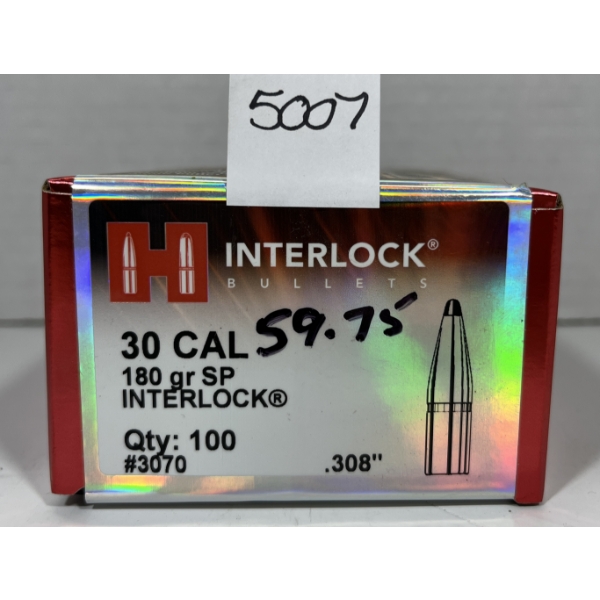 5007
H
INTERLOCK®
BULLETS
30 CAL 59.75
180 gr SP
INTERLOCK®
Qty: 100
#3070 .308"